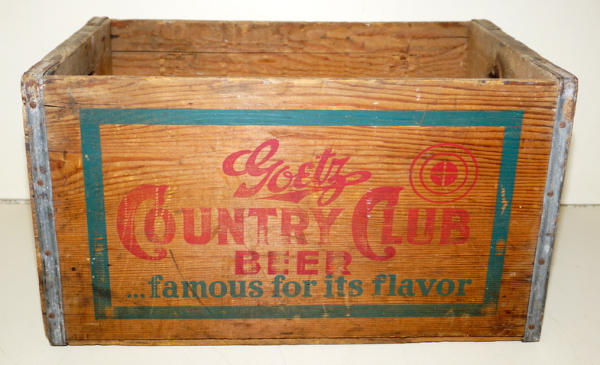 Goetz
COUNTRY CLUB
BEER
...famous for its flavor